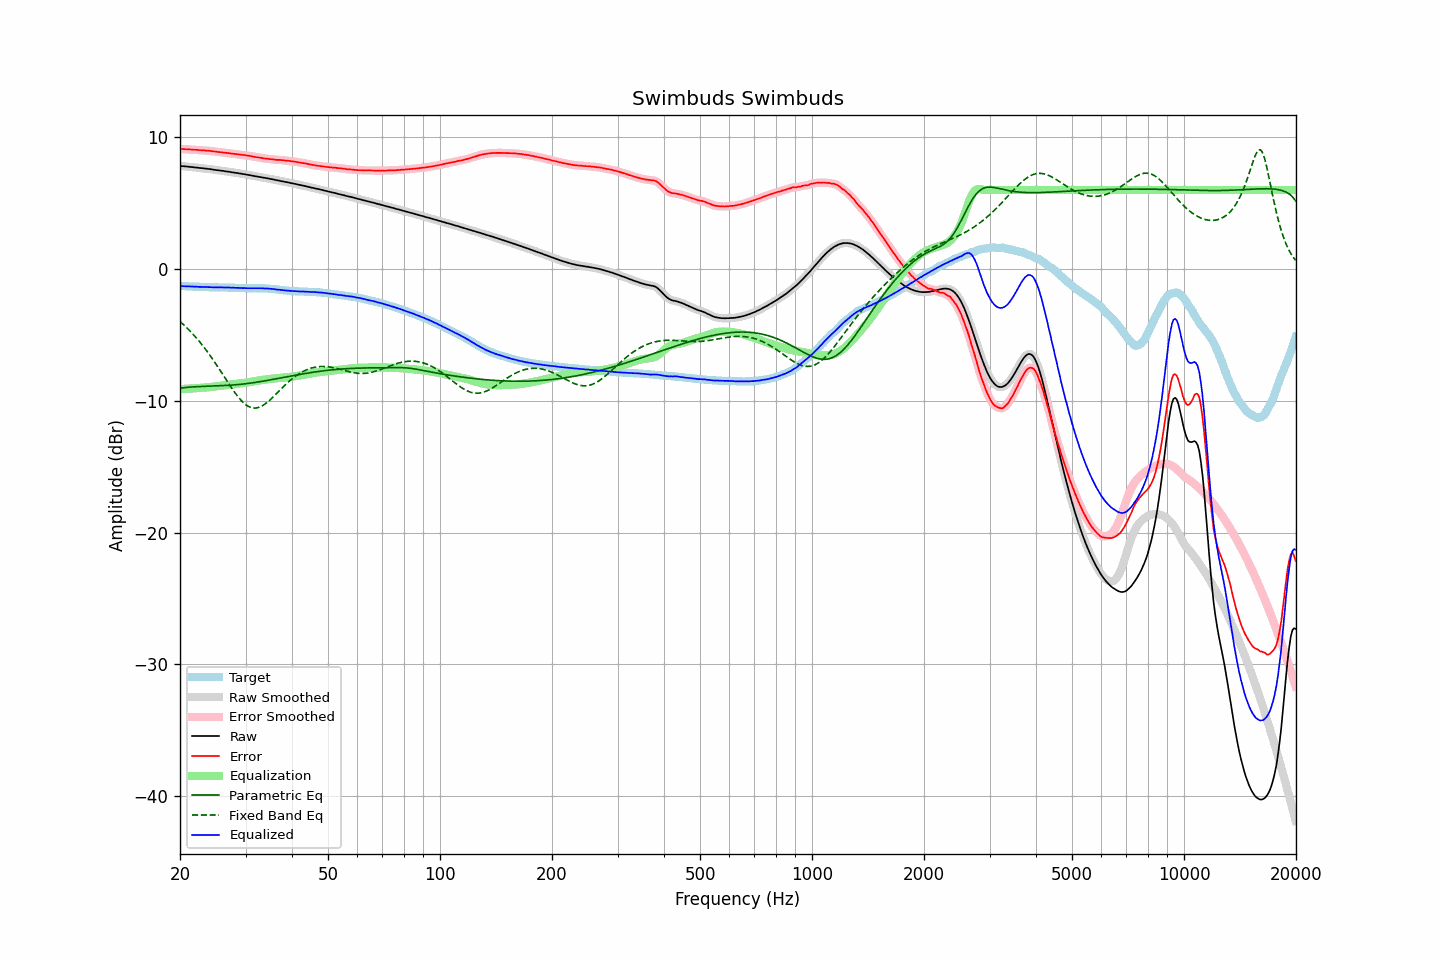 Swimbuds Swimbuds
Amplitude (dBr)
10
0
−10
−20
−30
−40
Target
Raw Smoothed
Error Smoothed
Raw
Error
Equalization
Parametric Eq
Fixed Band Eq
Equalized
20 50 100 200 500 1000 2000 5000 10000 20000
Frequency (Hz)